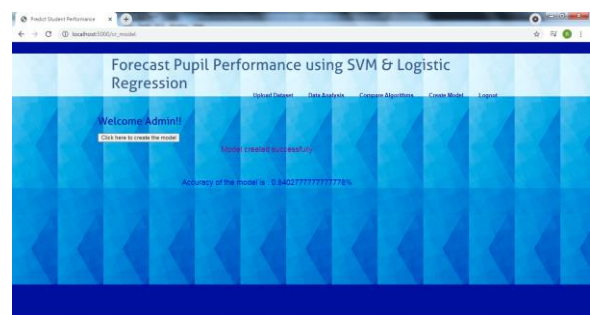 Predict Student Performance
localhost:5000/cr_model
Forecast Pupil Performance using SVM & Logistic
Regression
Upload Dataset Data Analysis Compare Algorithms Create Model Logout
Welcome Admin!!
Click here to create the model
Model created successfully
Accuracy of the model is : 0.8402777777777778%